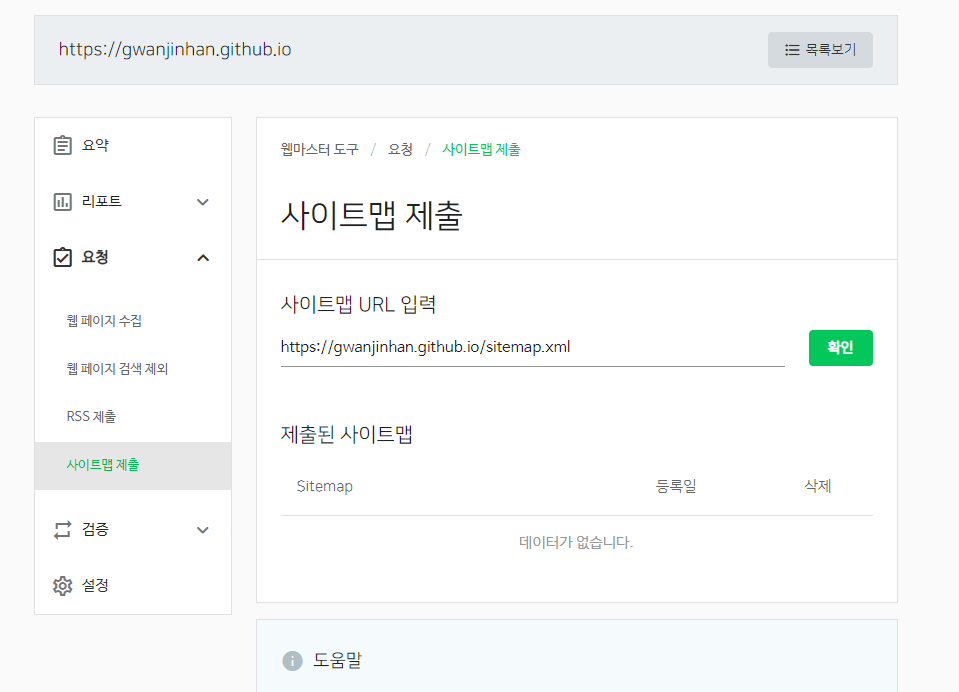 https://gwanjinhan.github.io
목록보기
요약
리포트
요청
웹 페이지 수집
웹 페이지 검색 제외
RSS 제출
사이트맵 제출
검증
설정
웹마스터 도구 / 요청 / 사이트맵 제출
사이트맵 제출
사이트맵 URL 입력
https://gwanjinhan.github.io/sitemap.xml
확인
제출된 사이트맵
Sitemap 등록일 삭제
데이터가 없습니다.
도움말